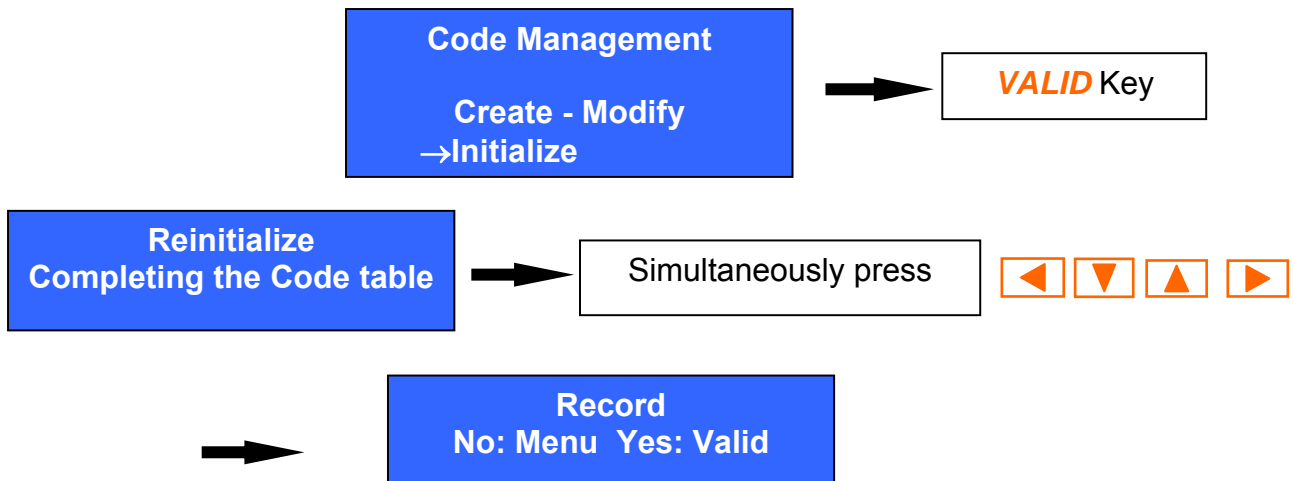 Code Management
Create - Modify
→Initialize
VALID Key
Reinitialize
Completing the Code table
Simultaneously press
Record
No: Menu Yes: Valid